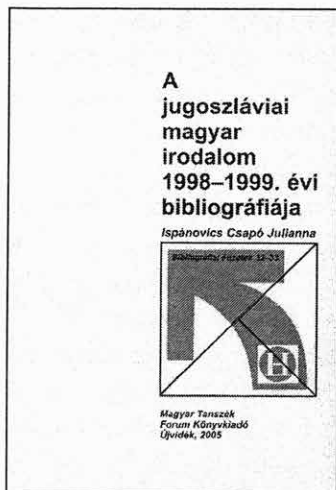 A
jugoszláviai
magyar
irodalom
1998–1999. évi
bibliográfiája
Ispánovics Csapó Julianna
Bibliográfiai Füzetek 32-33.
H
Magyar Tanszék
Forum Könyvkiadó
Újvidék, 2005